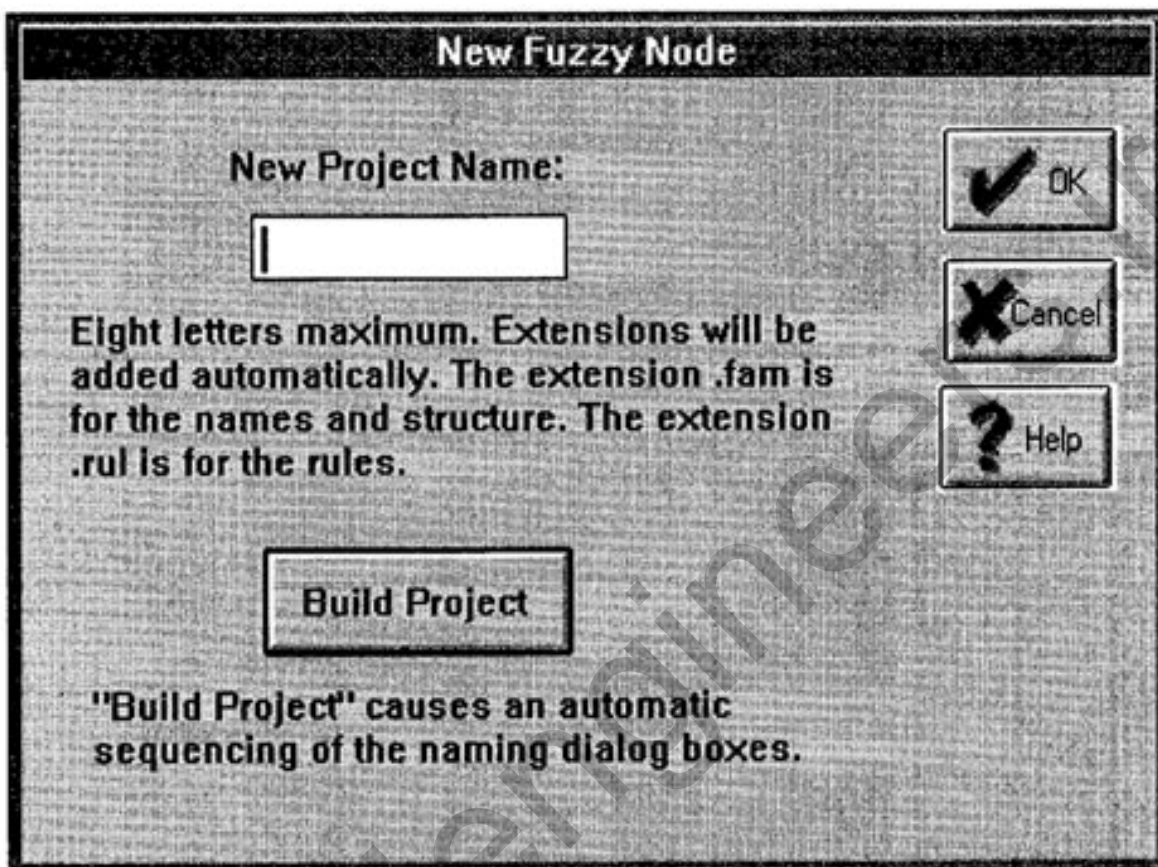 New Fuzzy Node
New Project Name:
OK
Cancel
Help
Eight letters maximum. Extensions will be
added automatically. The extension .fam is
for the names and structure. The extension
.rul is for the rules.
Build Project
"Build Project" causes an automatic
sequencing of the naming dialog boxes.